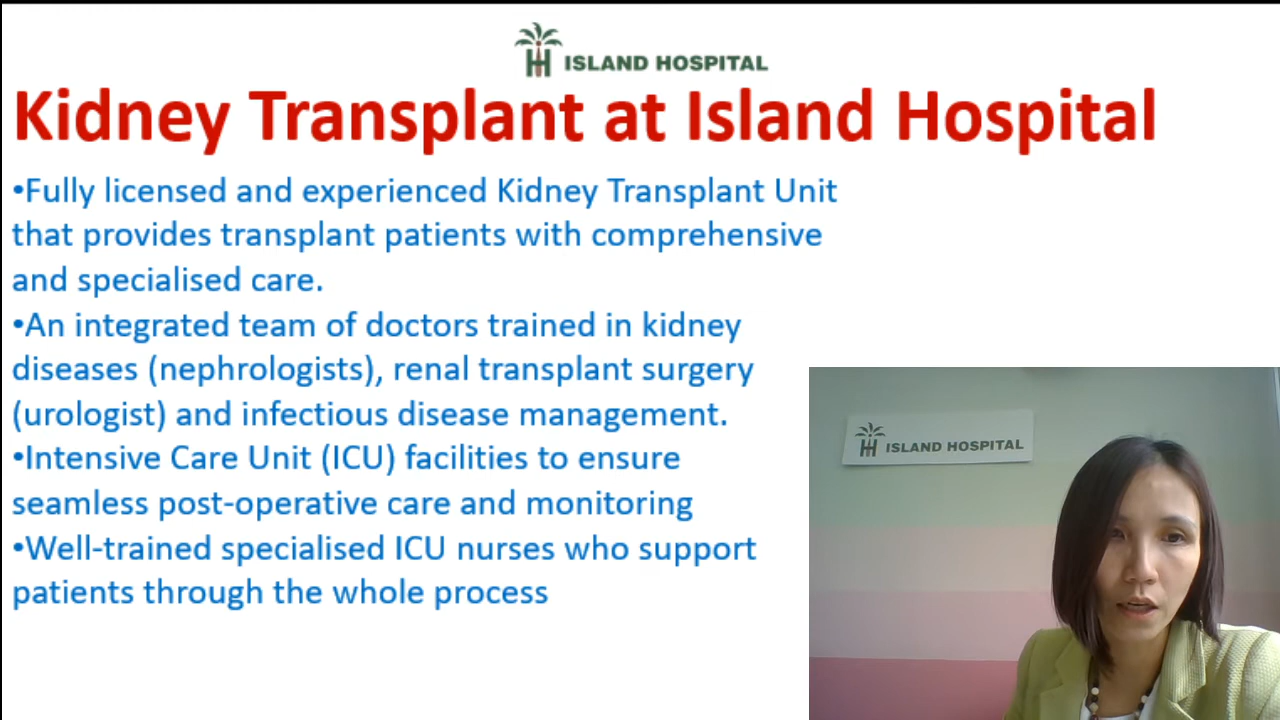 ISLAND HOSPITAL
Kidney Transplant at Island Hospital
•Fully licensed and experienced Kidney Transplant Unit
that provides transplant patients with comprehensive
and specialised care.
•An integrated team of doctors trained in kidney
diseases (nephrologists), renal transplant surgery
(urologist) and infectious disease management.
•Intensive Care Unit (ICU) facilities to ensure
seamless post-operative care and monitoring
•Well-trained specialised ICU nurses who support
patients through the whole process
ISLAND HOSPITAL